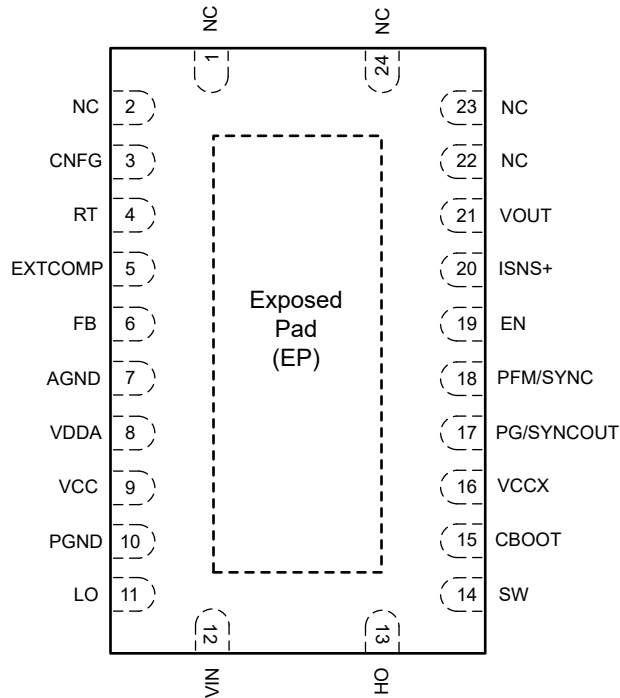 NC
NC
1
24
NC 2
23 NC
CNFG 3
22 NC
RT 4
21 VOUT
EXTCOMP 5
20 ISNS+
FB 6
19 EN
Exposed
Pad
(EP)
AGND 7
18 PFM/SYNC
VDDA 8
17 PG/SYNCOUT
VCC 9
16 VCCX
PGND 10
15 CBOOT
LO 11
14 SW
12
13
VIN
HO